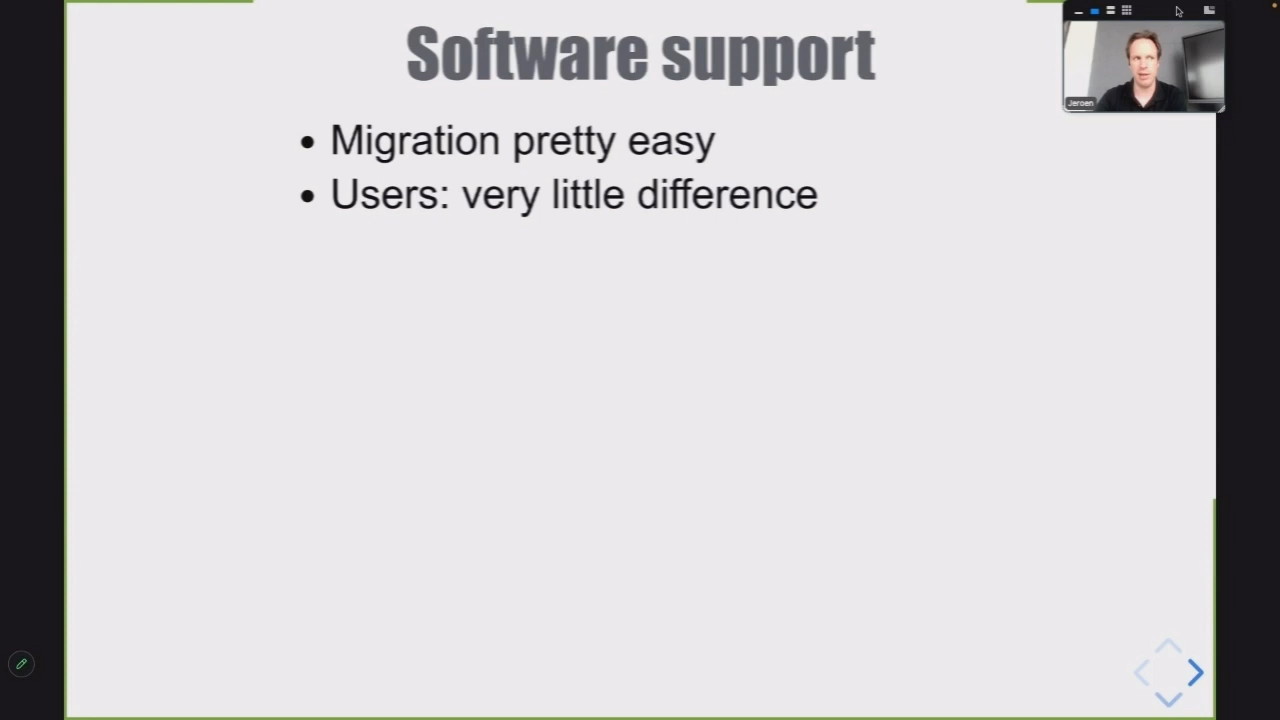 Software support
Migration pretty easy
Users: very little difference
Jeroen